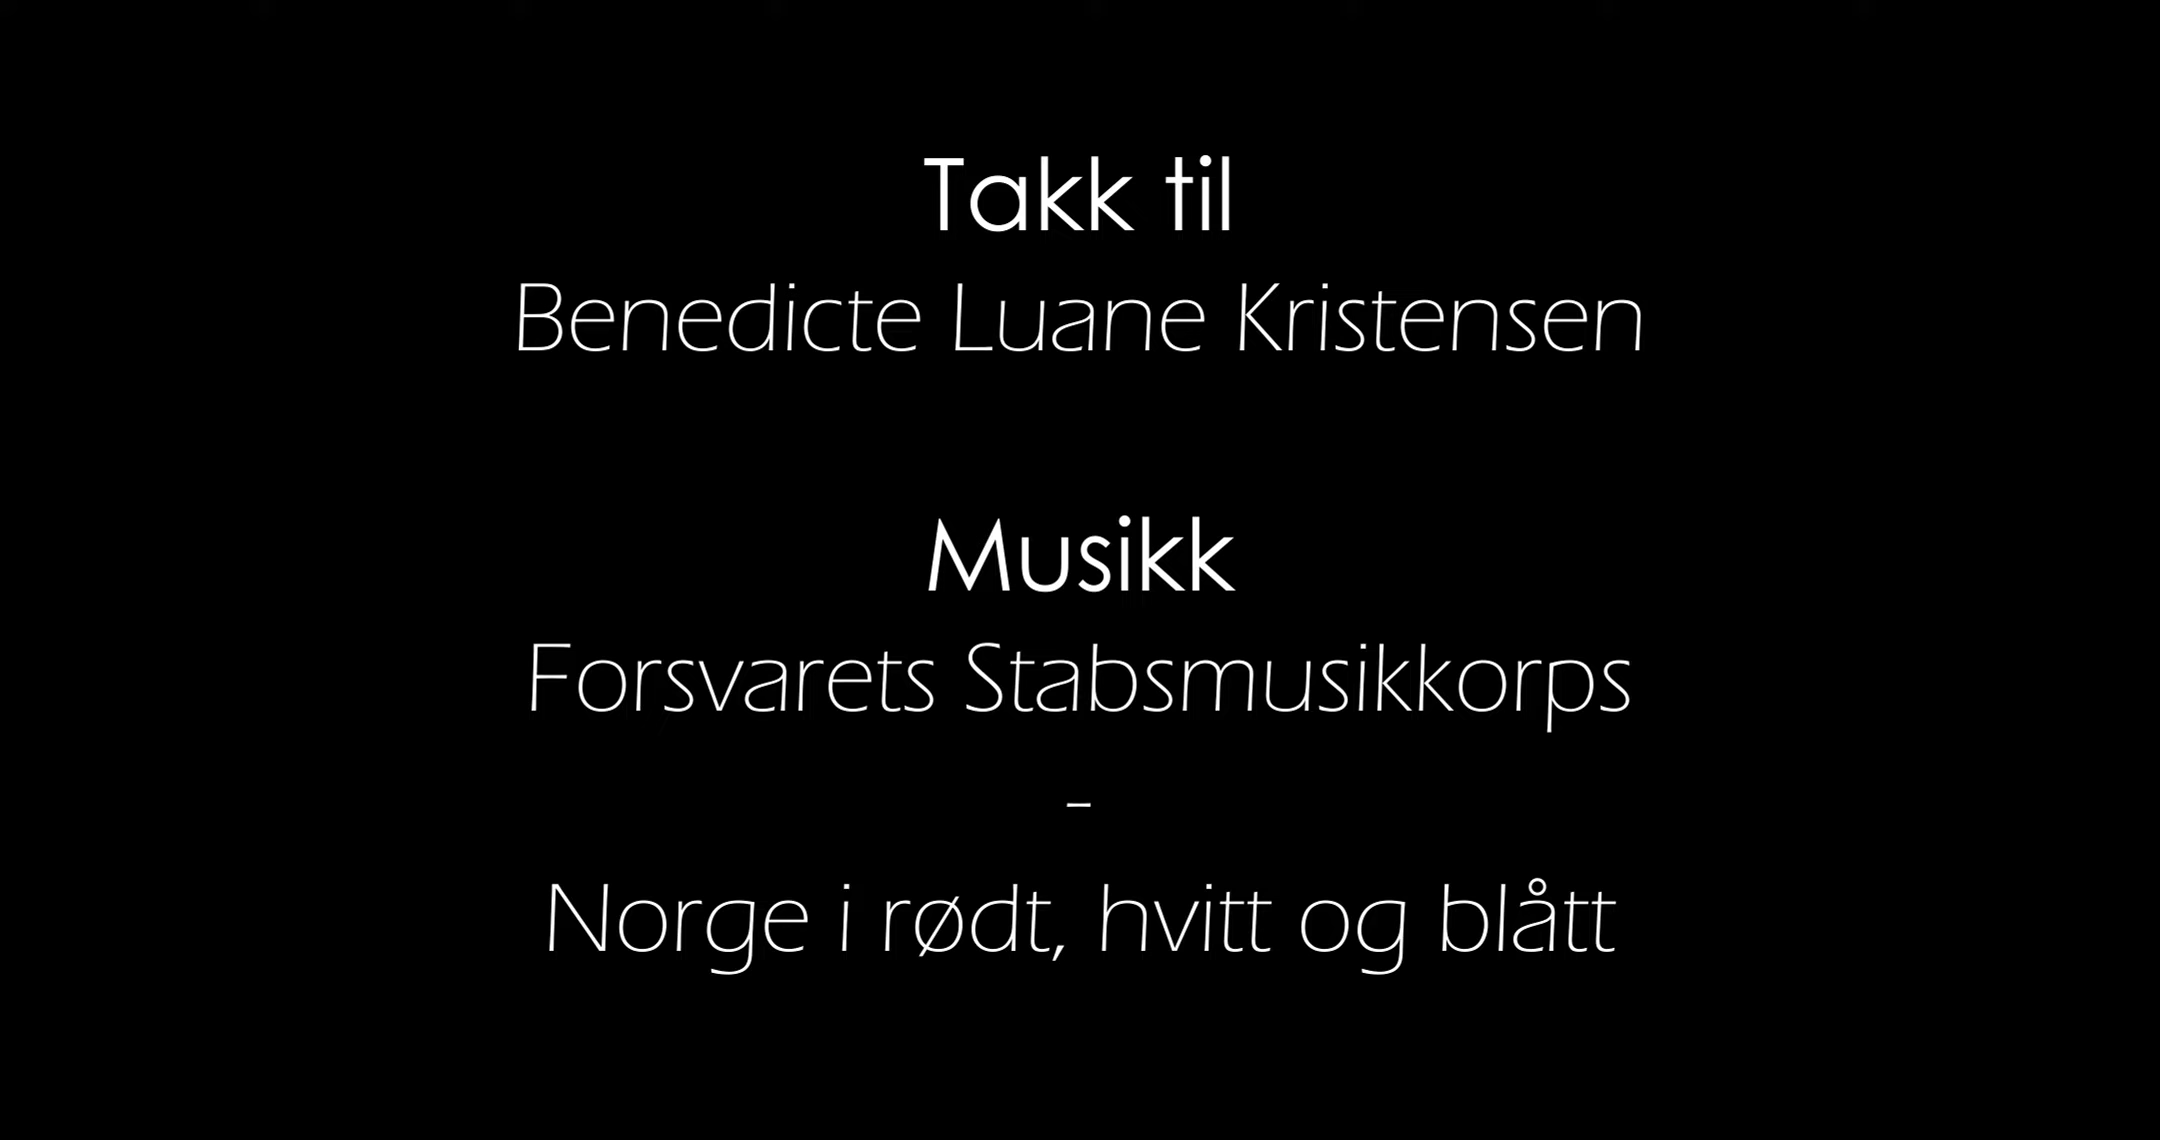 Takk til
Benedicte Luane Kristensen
Musikk
Forsvarets Stabsmusikkorps
-
Norge i rødt, hvitt og blått